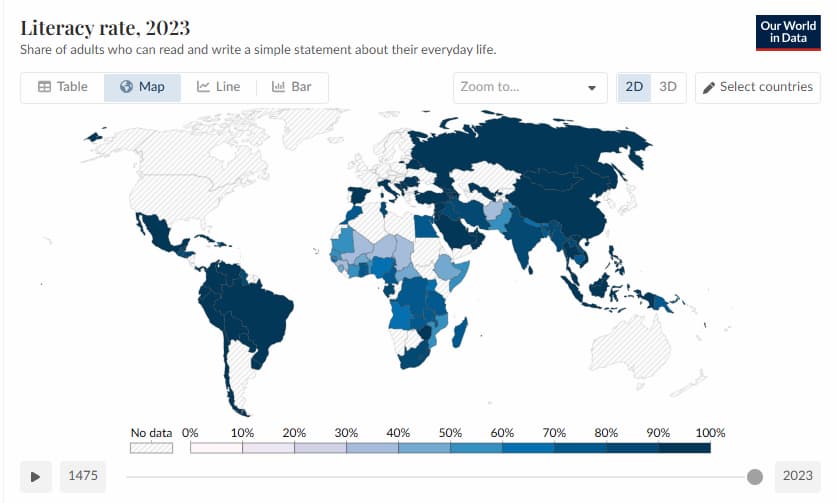 Literacy rate, 2023
Our World
in Data
Share of adults who can read and write a simple statement about their everyday life.
Table
Map
Line
Bar
Zoom to...
2D
3D
Select countries
No data
0%
10%
20%
30%
40%
50%
60%
70%
80%
90%
100%
1475
2023